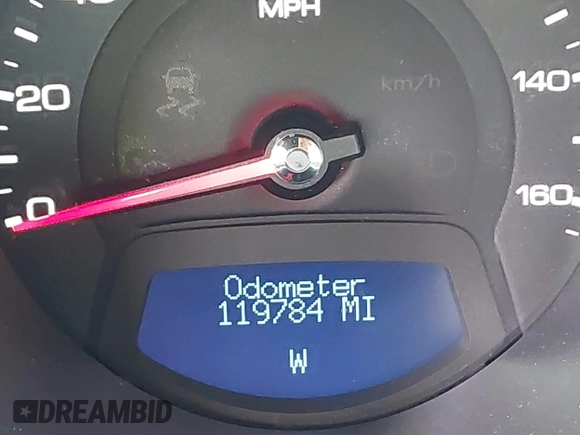 MPH
km/h
20
140
0
160
Odometer
119784 MI
W
DREAMBID